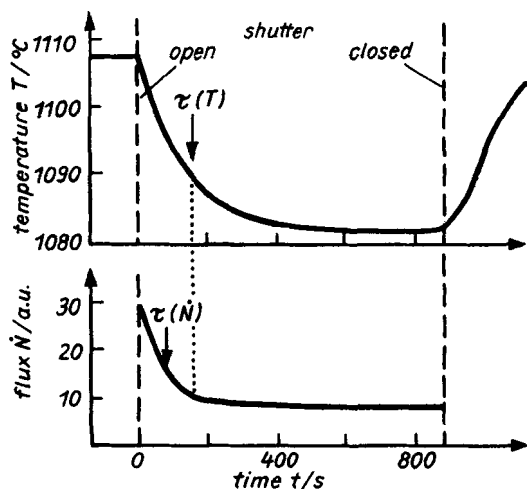 temperature T/°C
1110
1100
1090
1080
shutter
open
closed
τ(T)
flux Ṅ/a.u.
30
20
10
τ(Ṅ)
0 400 800
time t/s